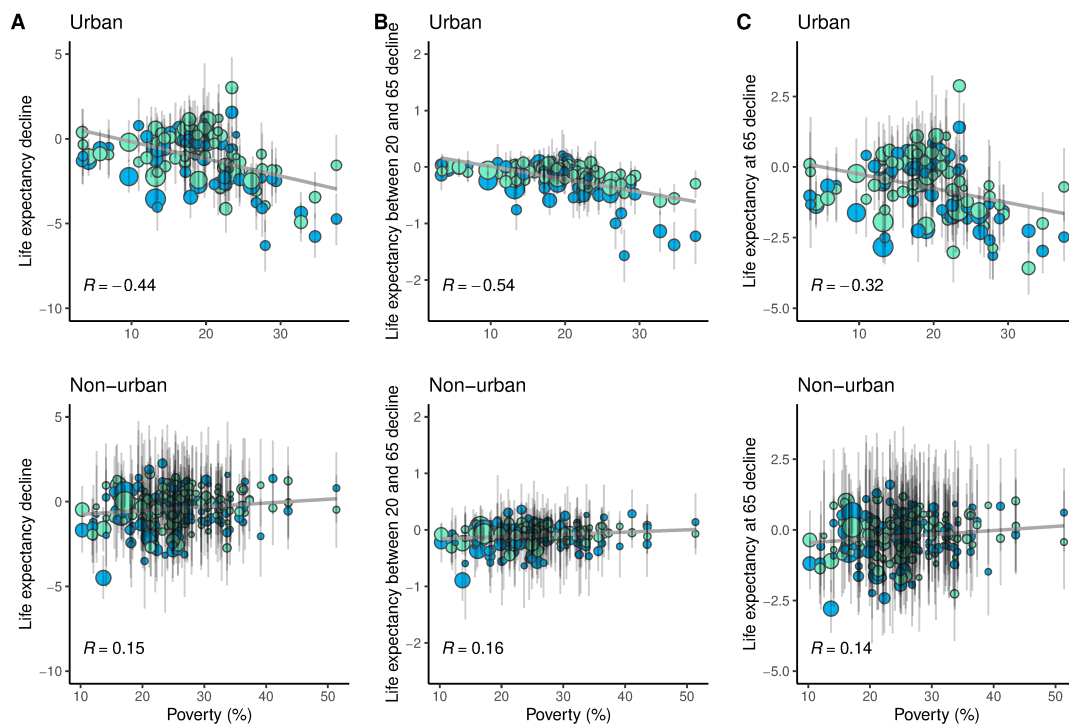 A
Urban
Life expectancy decline
5
0
−5
−10
R = −0.44
10
20
30
B
Urban
Life expectancy between 20 and 65 decline
2
1
0
−1
−2
R = −0.54
10
20
30
C
Urban
Life expectancy at 65 decline
2.5
0.0
−2.5
−5.0
R = −0.32
10
20
30
Non−urban
Life expectancy decline
5
0
−5
−10
R = 0.15
10
20
30
40
50
Poverty (%)
Non−urban
Life expectancy between 20 and 65 decline
2
1
0
−1
−2
R = 0.16
10
20
30
40
50
Poverty (%)
Non−urban
Life expectancy at 65 decline
2.5
0.0
−2.5
−5.0
R = 0.14
10
20
30
40
50
Poverty (%)